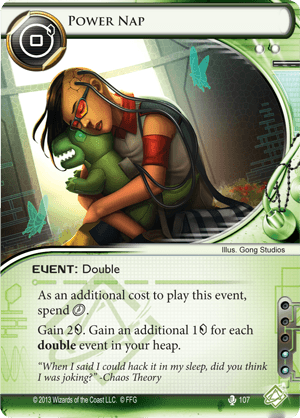 0
POWER NAP
Illus. Gong Studios
EVENT: Double
As an additional cost to play this event,
spend .
Gain 2. Gain an additional 1 for each
double event in your heap.
"When I said I could hack it in my sleep, did you think
I was joking?" -Chaos Theory
© 2013 Wizards of the Coast LLC. © FFG
107